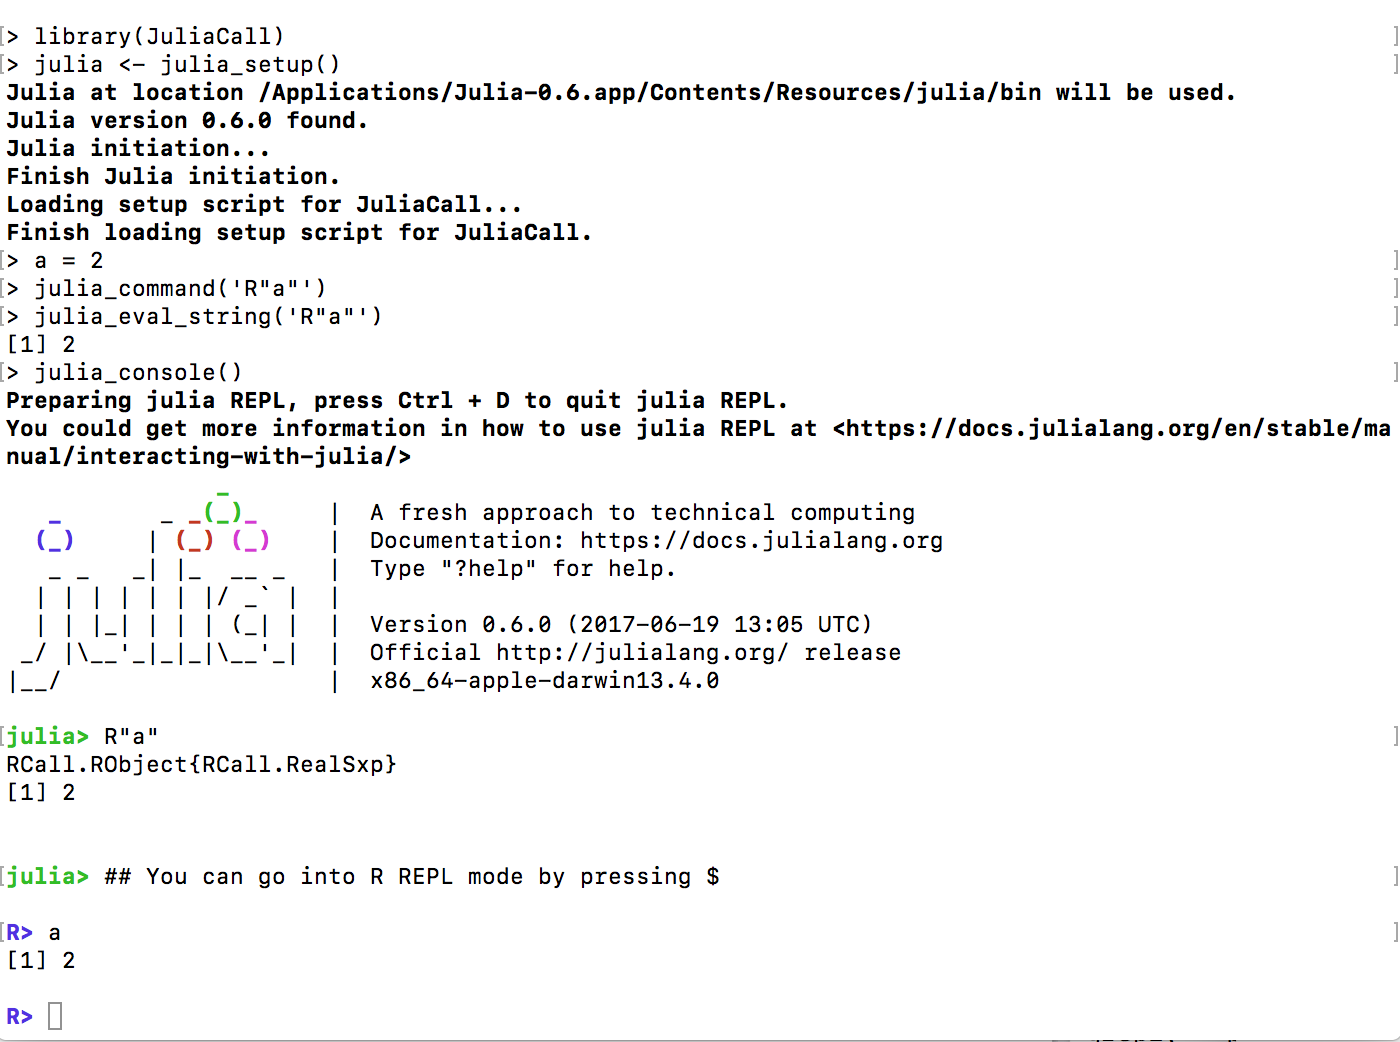 > library(JuliaCall)
> julia <- julia_setup()
Julia at location /Applications/Julia-0.6.app/Contents/Resources/julia/bin will be used.
Julia version 0.6.0 found.
Julia initiation...
Finish Julia initiation.
Loading setup script for JuliaCall...
Finish loading setup script for JuliaCall.
> a = 2
> julia_command('R"a"')
> julia_eval_string('R"a"')
[1] 2
> julia_console()
Preparing julia REPL, press Ctrl + D to quit julia REPL.
You could get more information in how to use julia REPL at <https://docs.julialang.org/en/stable/ma
nual/interacting-with-julia/>
               _
   _       _ _(_)_     |  A fresh approach to technical computing
  (_)     | (_) (_)    |  Documentation: https://docs.julialang.org
   _ _   _| |_  __ _   |  Type "?help" for help.
  | | | | | | |/ _` |  |
  | | |_| | | | (_| |  |  Version 0.6.0 (2017-06-19 13:05 UTC)
 _/ |\__'_|_|_|\__'_|  |  Official http://julialang.org/ release
|__/                   |  x86_64-apple-darwin13.4.0
julia> R"a"
RCall.RObject{RCall.RealSxp}
[1] 2
julia> ## You can go into R REPL mode by pressing $
R> a
[1] 2
R>